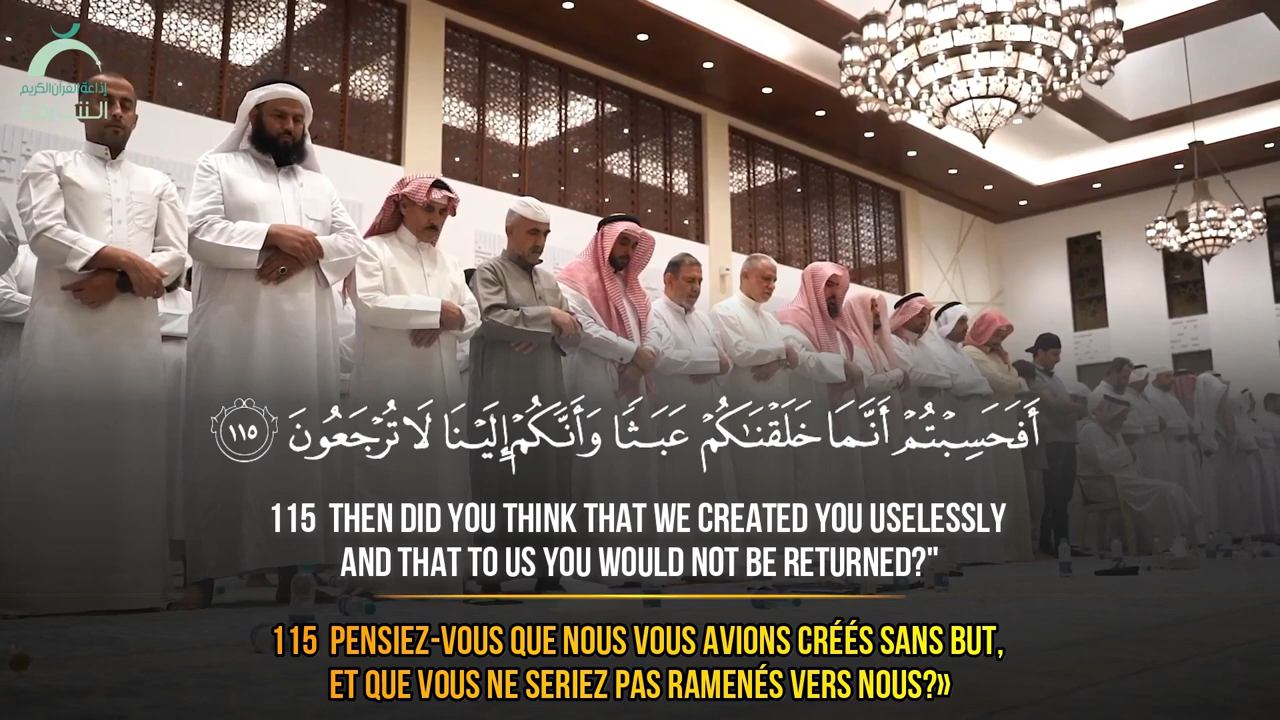 إذاعة القرآن الكريم
الشارقة
أَفَحَسِبْتُمْ أَنَّمَا خَلَقْنَٰكُمْ عَبَثًا وَأَنَّكُمْ إِلَيْنَا لَا تُرْجَعُونَ ١١٥
115 THEN DID YOU THINK THAT WE CREATED YOU USELESSLY
AND THAT TO US YOU WOULD NOT BE RETURNED?"
115 PENSIEZ-VOUS QUE NOUS VOUS AVIONS CRÉÉS SANS BUT,
ET QUE VOUS NE SERIEZ PAS RAMENÉS VERS NOUS?»